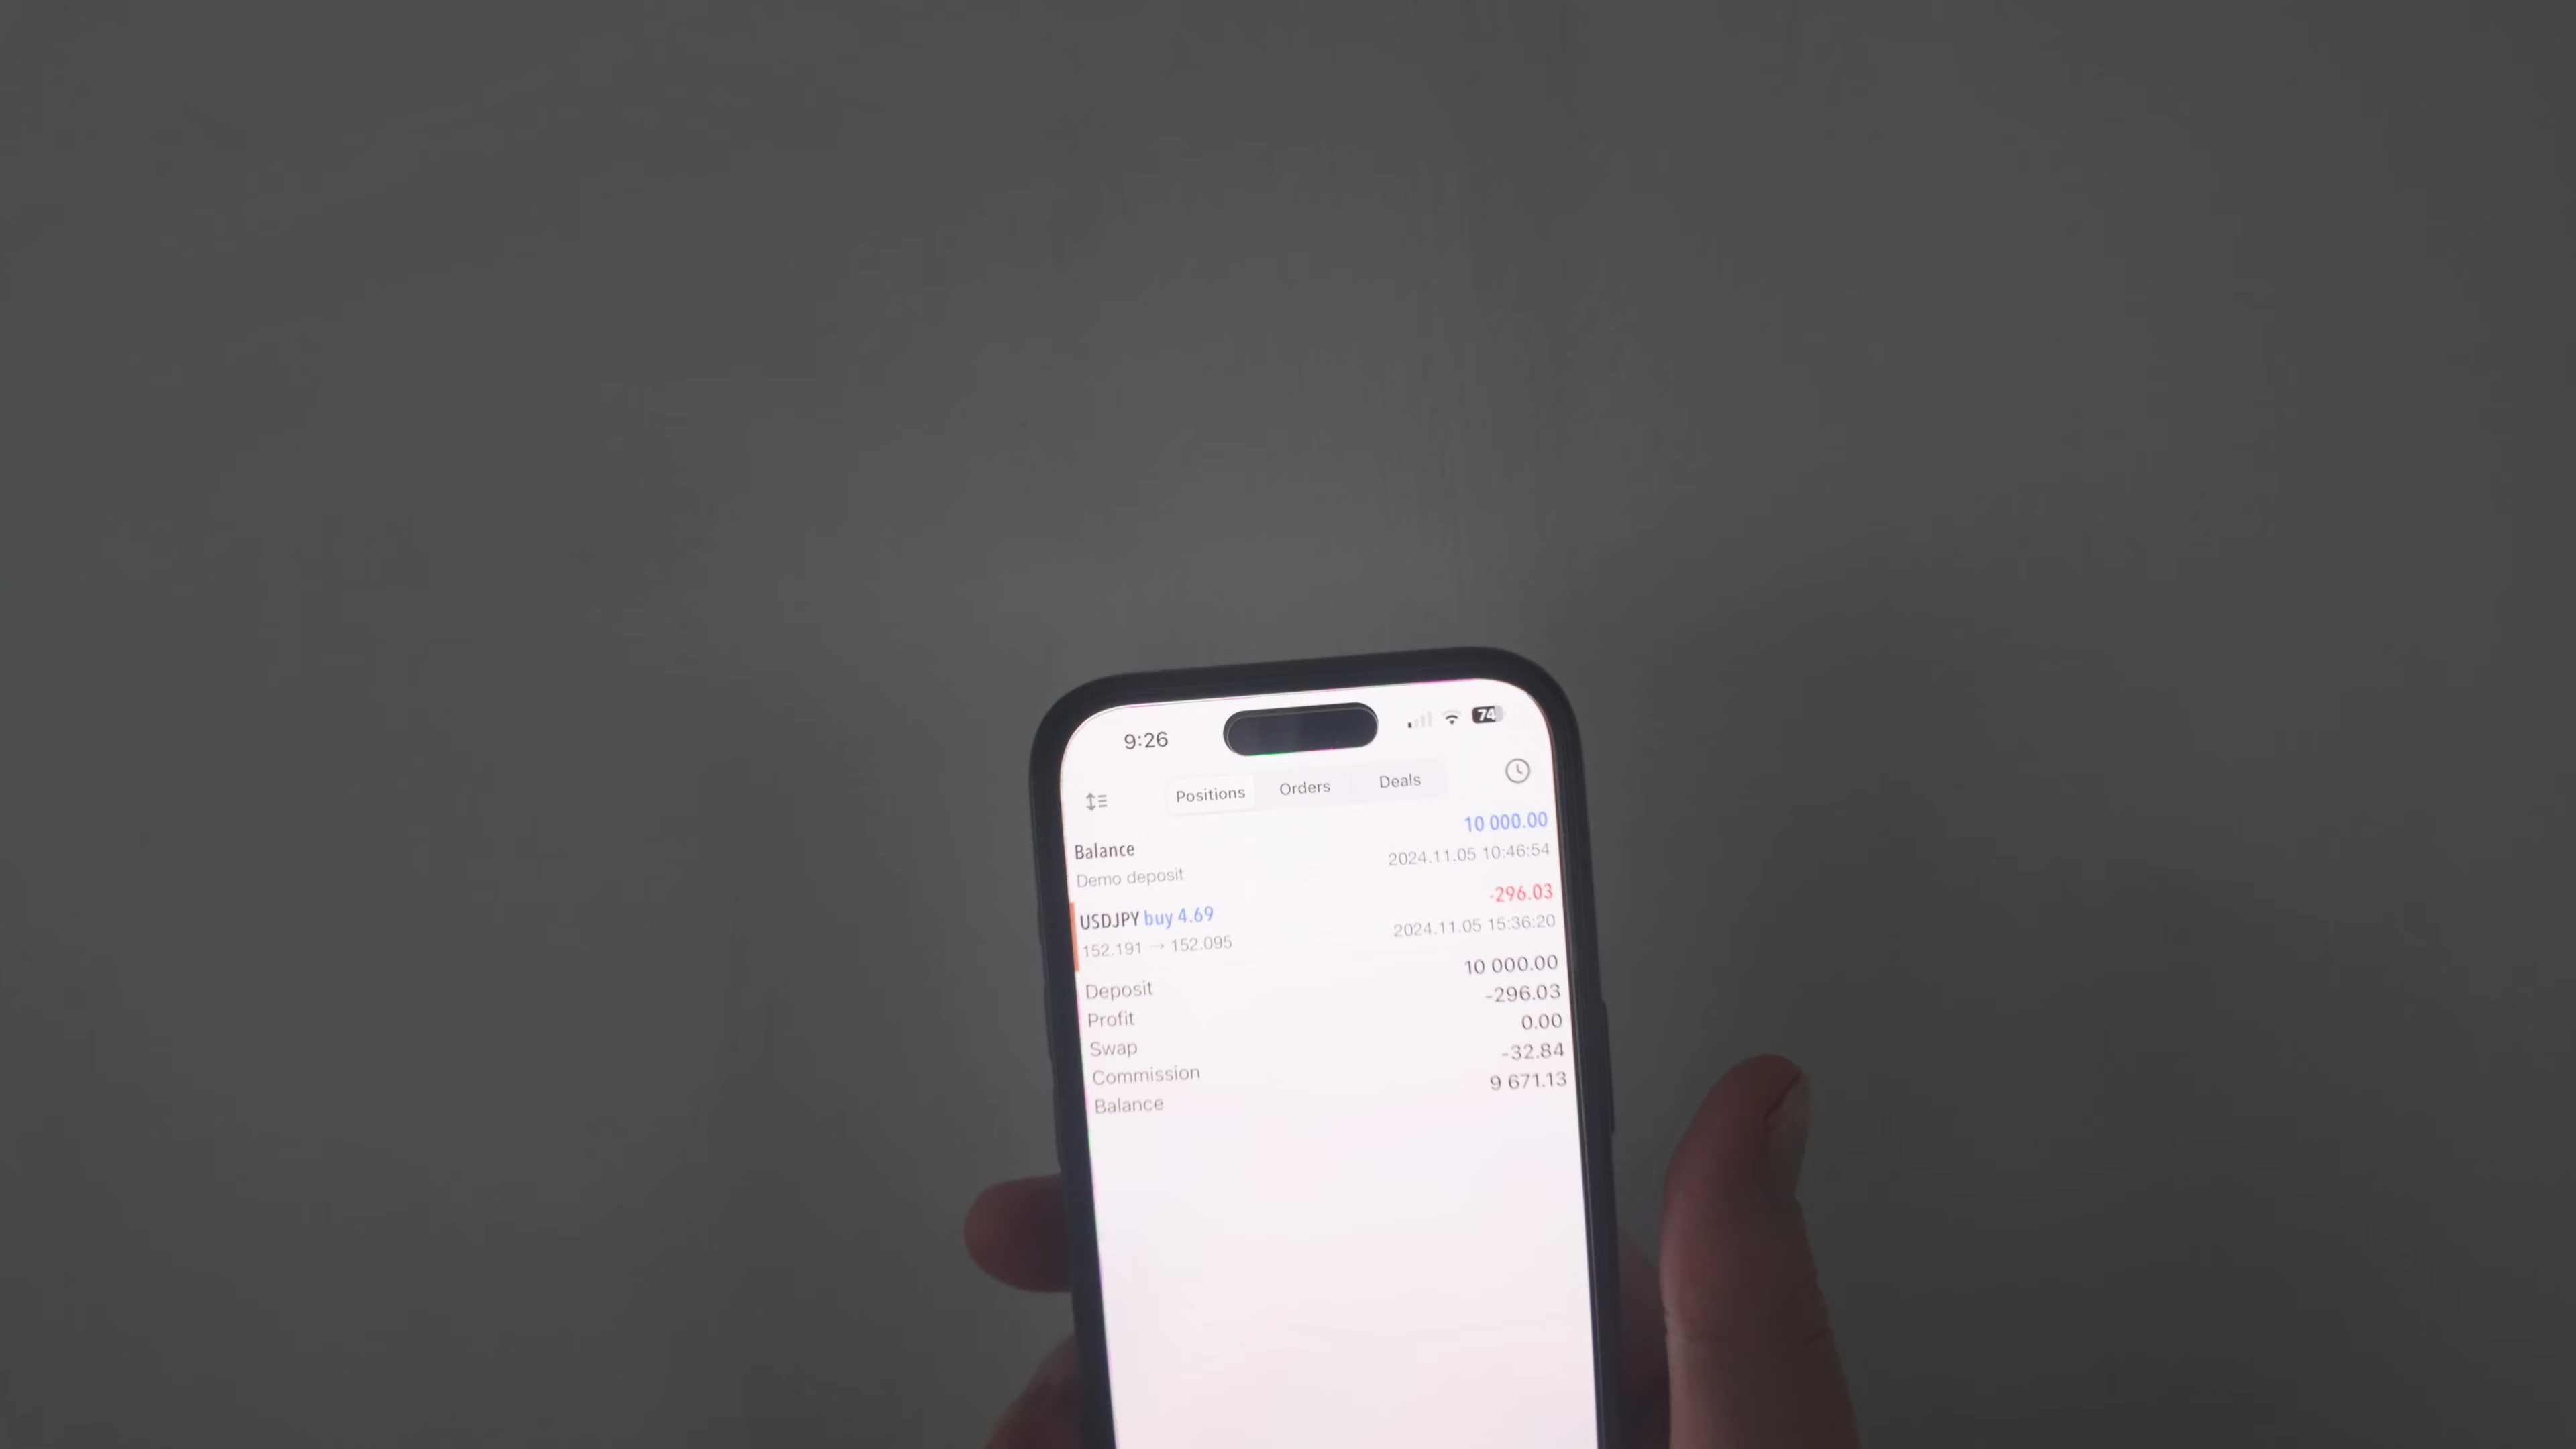 9:26 74
Positions Orders Deals
Balance 10 000.00
Demo deposit 2024.11.05 10:46:54
USDJPY buy 4.69 -296.03
152.191 → 152.095 2024.11.05 15:36:20
Deposit 10 000.00
Profit -296.03
Swap 0.00
Commission -32.84
Balance 9 671.13